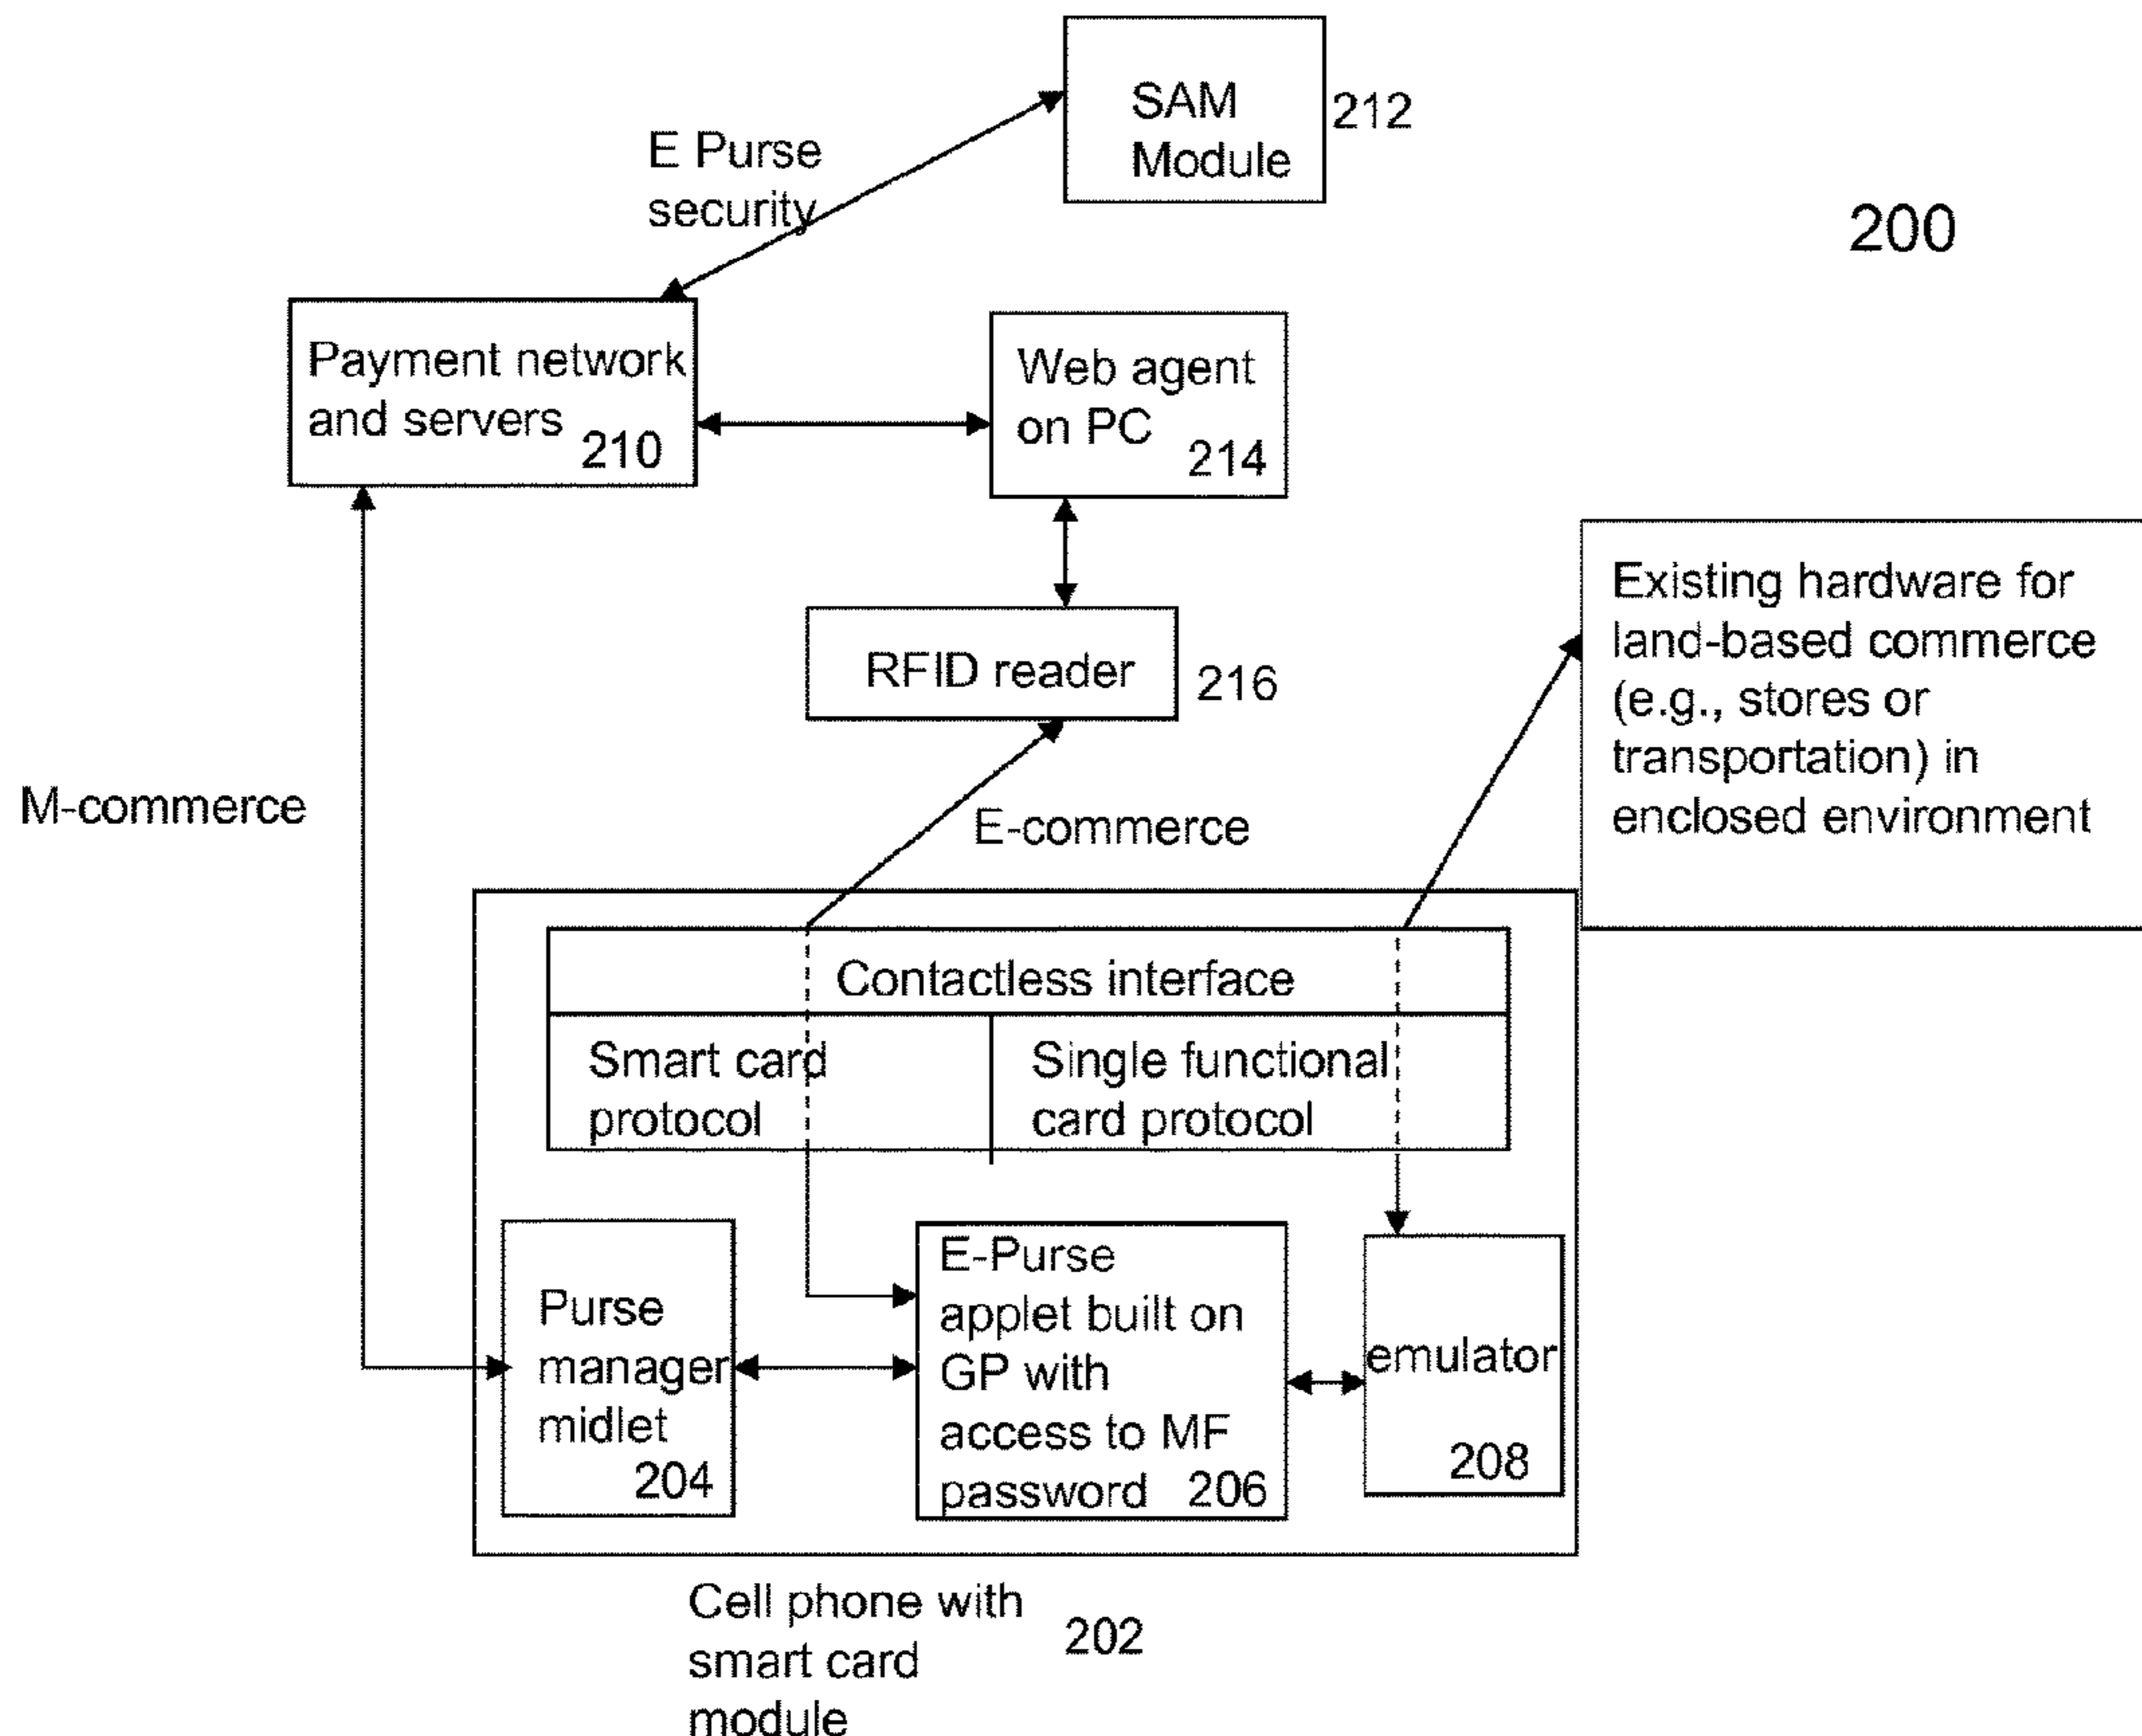 SAM
Module
212
E Purse
security
200
Payment network
and servers
210
Web agent
on PC
214
RFID reader
216
Existing hardware for
land-based commerce
(e.g., stores or
transportation) in
enclosed environment
M-commerce
E-commerce
Contactless interface
Smart card
protocol
Single functional
card protocol
Purse
manager
midlet
204
E-Purse
applet built on
GP with
access to MF
password 206
emulator
208
Cell phone with
smart card
module
202